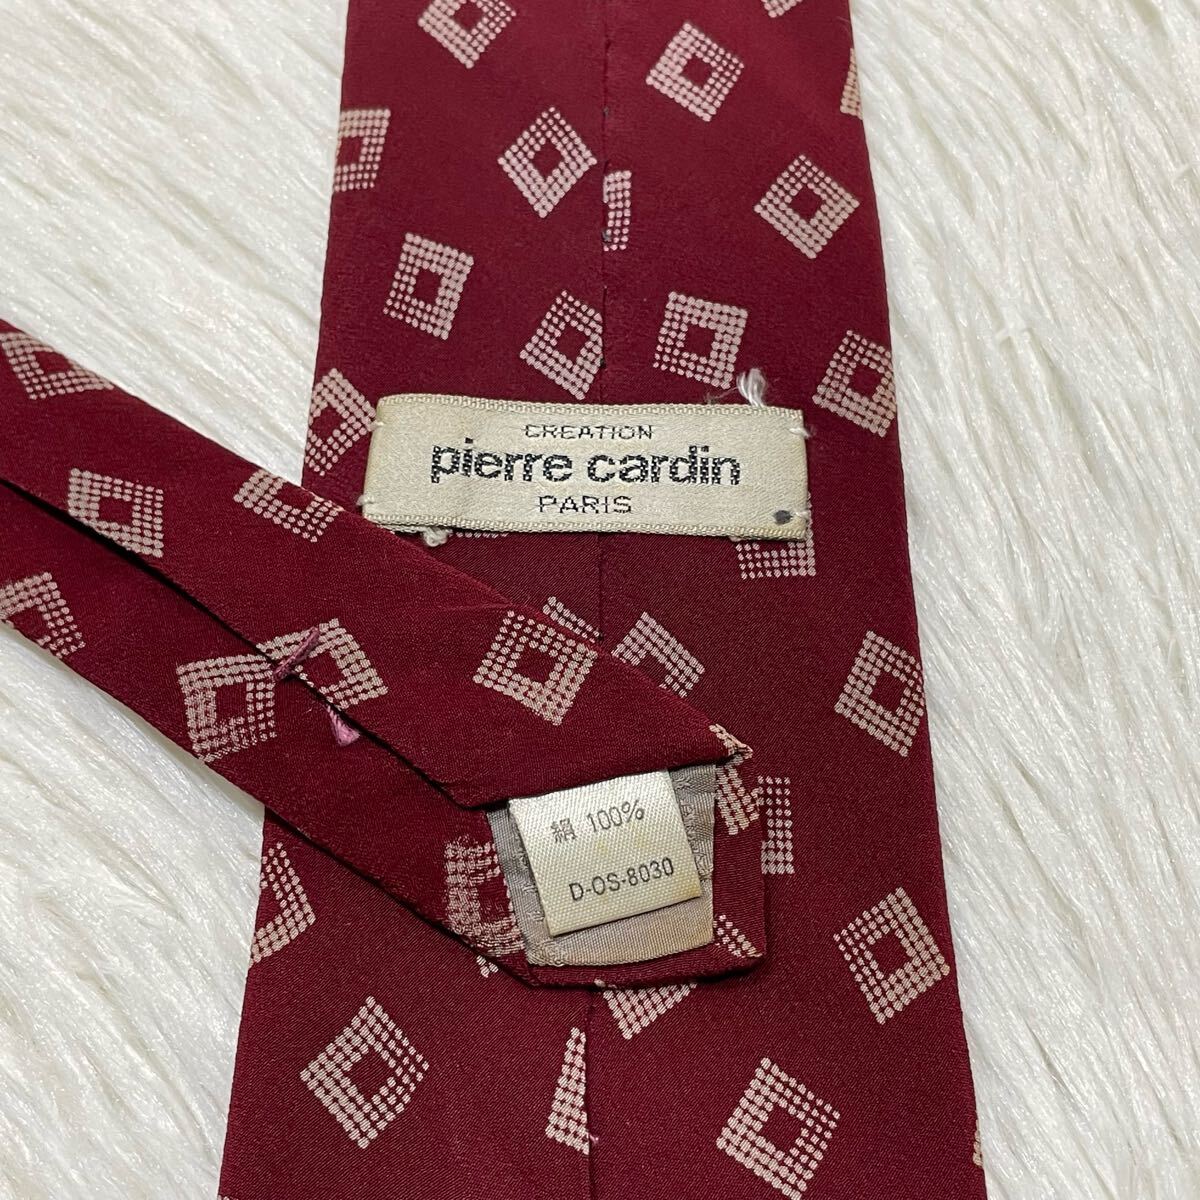 CREATION
pierre cardin
PARIS
絹 100%
D-OS-8030